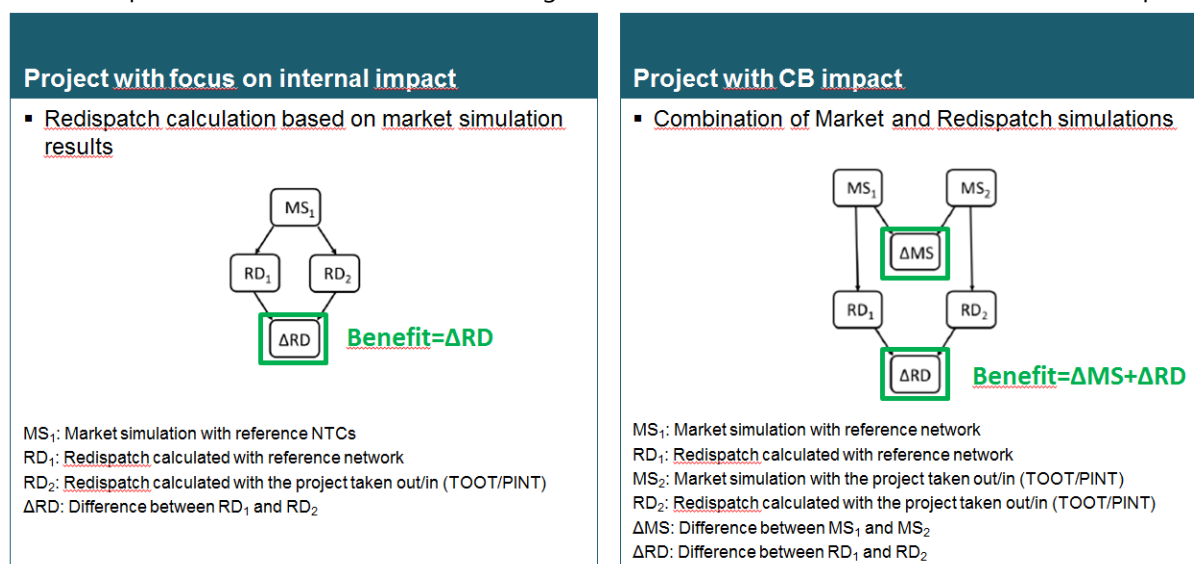 Project with focus on internal impact
▪ Redispatch calculation based on market simulation
results
MS₁
RD₁
RD₂
ΔRD
Benefit=ΔRD
MS₁: Market simulation with reference NTCs
RD₁: Redispatch calculated with reference network
RD₂: Redispatch calculated with the project taken out/in (TOOT/PINT)
ΔRD: Difference between RD₁ and RD₂
Project with CB impact
▪ Combination of Market and Redispatch simulations
MS₁
MS₂
ΔMS
RD₁
RD₂
ΔRD
Benefit=ΔMS+ΔRD
MS₁: Market simulation with reference network
RD₁: Redispatch calculated with reference network
MS₂: Market simulation with the project taken out/in (TOOT/PINT)
RD₂: Redispatch calculated with the project taken out/in (TOOT/PINT)
ΔMS: Difference between MS₁ and MS₂
ΔRD: Difference between RD₁ and RD₂